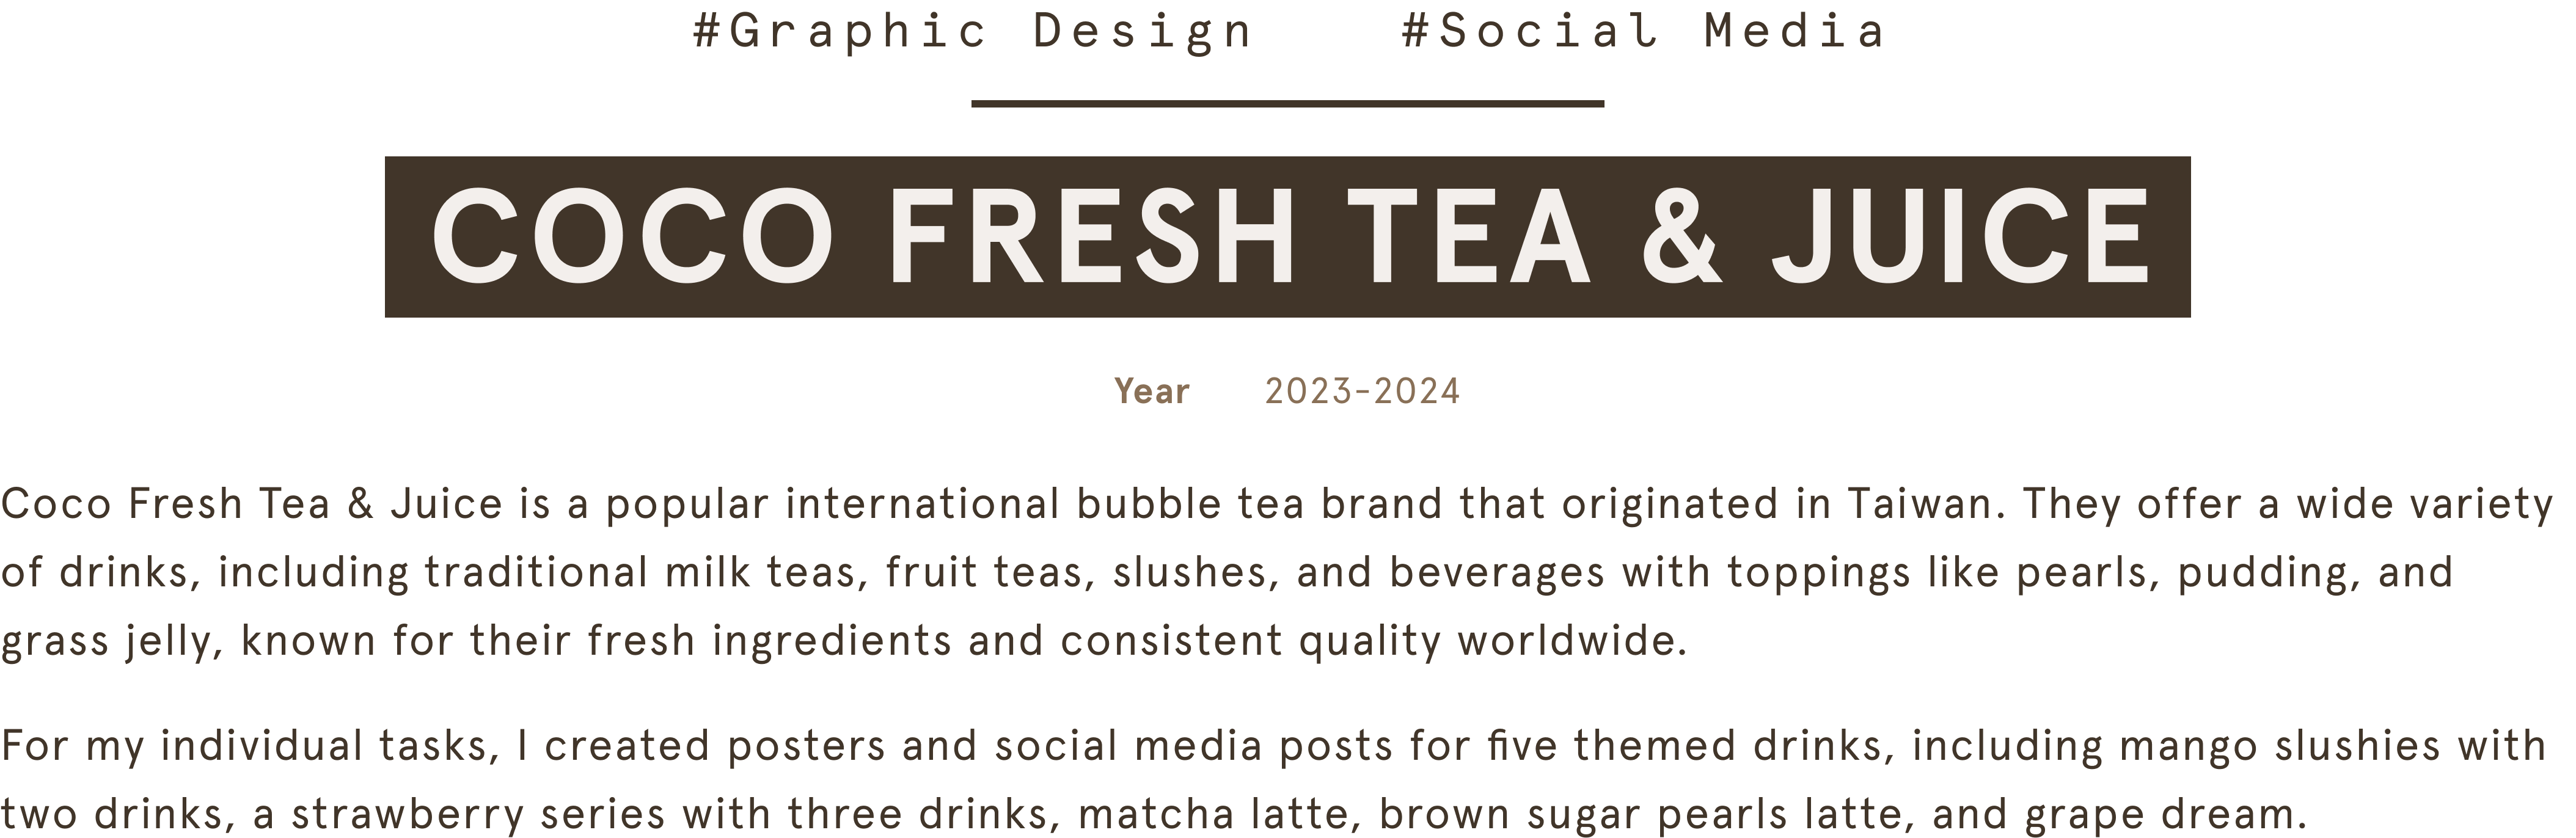 #Graphic Design #Social Media
COCO FRESH TEA & JUICE
Year 2023-2024
Coco Fresh Tea & Juice is a popular international bubble tea brand that originated in Taiwan. They offer a wide variety
of drinks, including traditional milk teas, fruit teas, slushes, and beverages with toppings like pearls, pudding, and
grass jelly, known for their fresh ingredients and consistent quality worldwide.
For my individual tasks, I created posters and social media posts for five themed drinks, including mango slushies with
two drinks, a strawberry series with three drinks, matcha latte, brown sugar pearls latte, and grape dream.